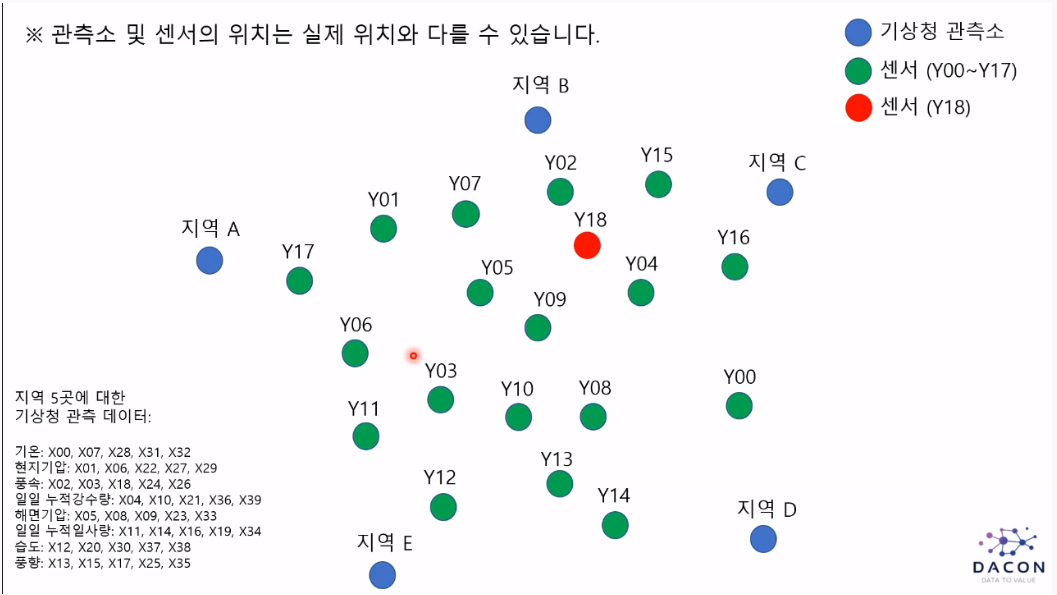 ※ 관측소 및 센서의 위치는 실제 위치와 다를 수 있습니다.
기상청 관측소
센서 (Y00~Y17)
센서 (Y18)
지역 B
Y02
Y15
지역 C
Y07
Y01
Y18
지역 A
Y17
Y16
Y05
Y04
Y09
Y06
Y03
Y10
Y08
Y00
Y11
Y13
Y12
Y14
지역 D
지역 E
지역 5곳에 대한
기상청 관측 데이터:
기온: X00, X07, X28, X31, X32
현지기압: X01, X06, X22, X27, X29
풍속: X02, X03, X18, X24, X26
일일 누적강수량: X04, X10, X21, X36, X39
해면기압: X05, X08, X09, X23, X33
일일 누적일사량: X11, X14, X16, X19, X34
습도: X12, X20, X30, X37, X38
풍향: X13, X15, X17, X25, X35
DACON
DATA TO VALUE